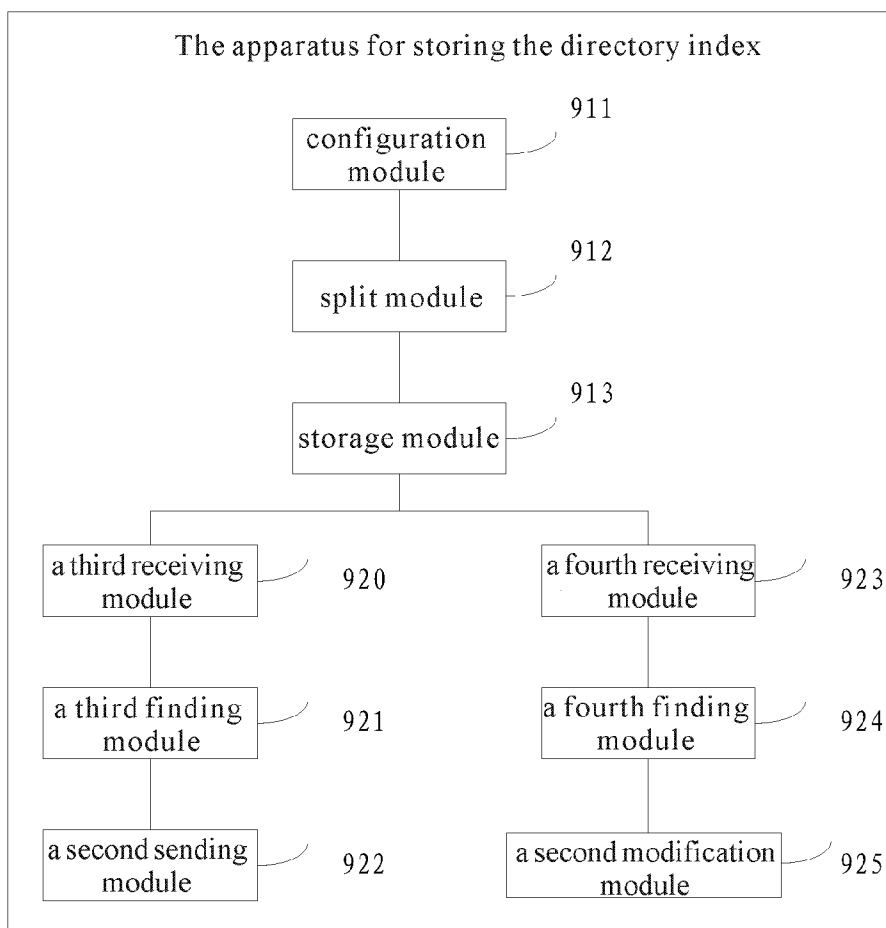 The apparatus for storing the directory index
911
configuration
module
912
split module
913
storage module
a third receiving
module
920
a fourth receiving
module
923
a third finding
module
921
a fourth finding
module
924
a second sending
module
922
a second modification
module
925